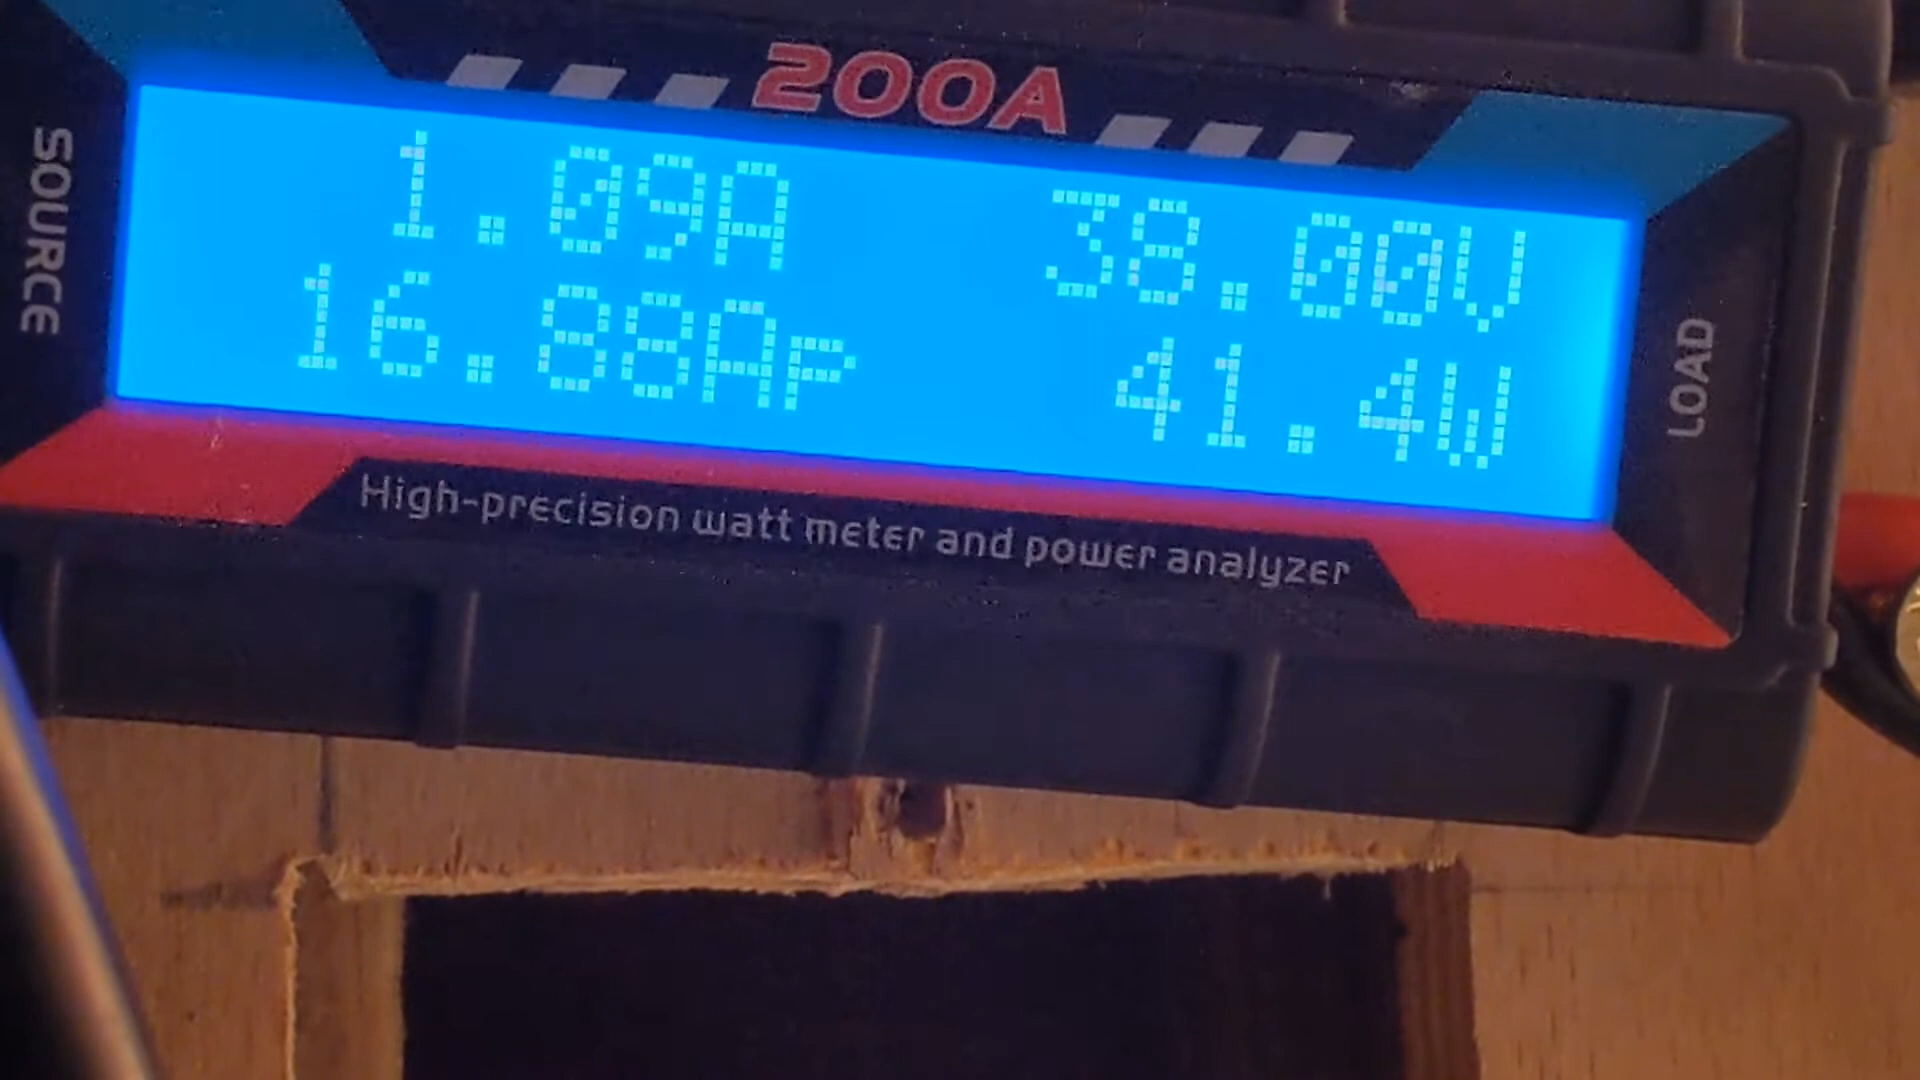 200A
SOURCE
1.09A 38.00V
16.88Ap 41.4W
LOAD
High-precision watt meter and power analyzer